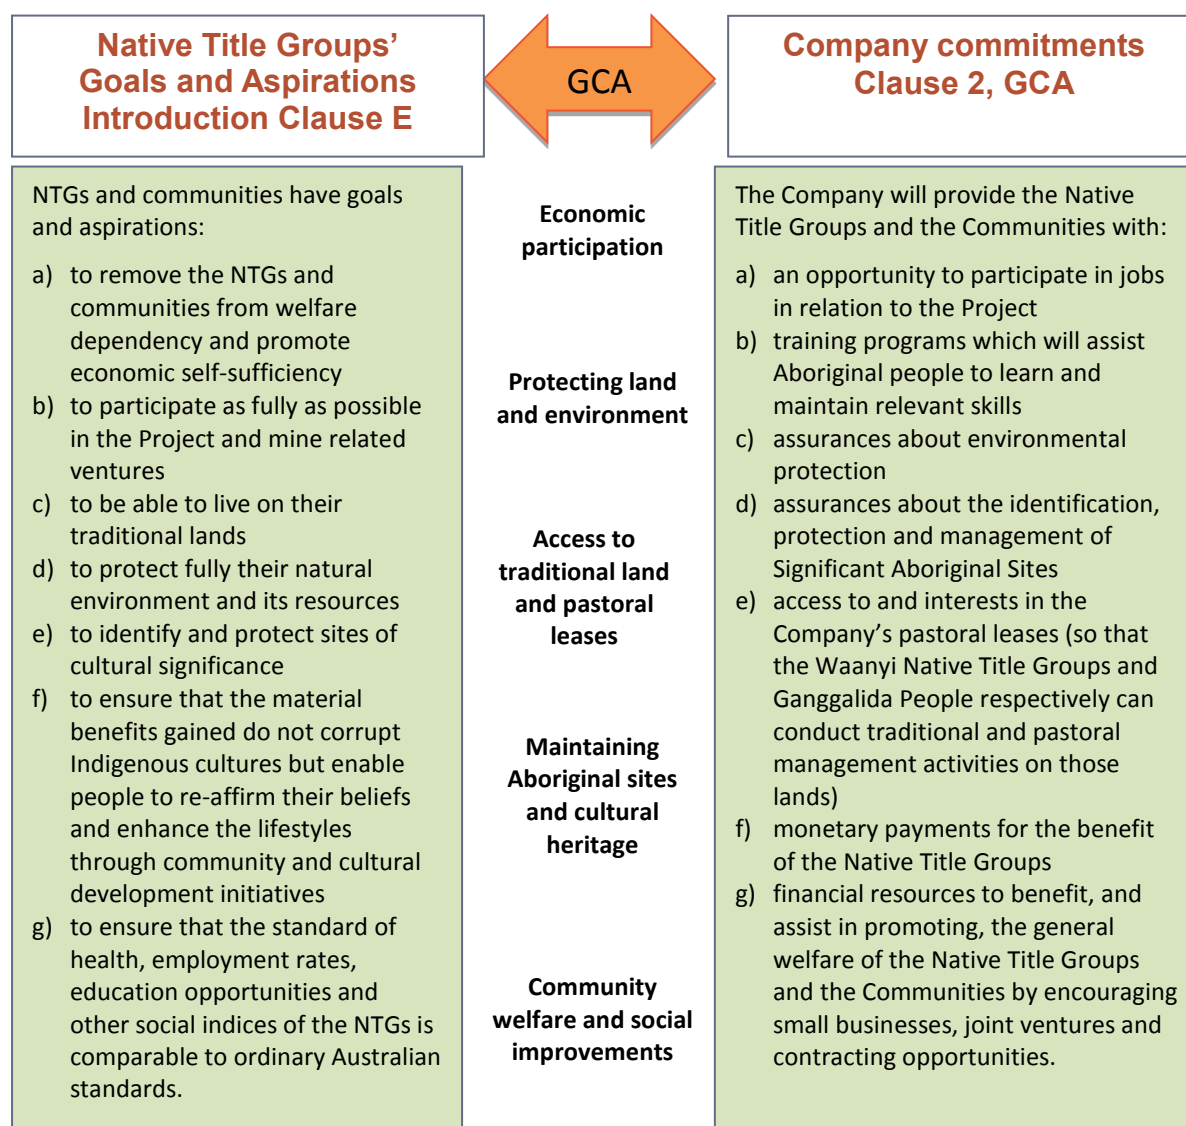 Native Title Groups’
Goals and Aspirations
Introduction Clause E
GCA
Company commitments
Clause 2, GCA
NTGs and communities have goals
and aspirations:
a) to remove the NTGs and
communities from welfare
dependency and promote
economic self-sufficiency
b) to participate as fully as possible
in the Project and mine related
ventures
c) to be able to live on their
traditional lands
d) to protect fully their natural
environment and its resources
e) to identify and protect sites of
cultural significance
f) to ensure that the material
benefits gained do not corrupt
Indigenous cultures but enable
people to re-affirm their beliefs
and enhance the lifestyles
through community and cultural
development initiatives
g) to ensure that the standard of
health, employment rates,
education opportunities and
other social indices of the NTGs is
comparable to ordinary Australian
standards.
Economic
participation
Protecting land
and environment
Access to
traditional land
and pastoral
leases
Maintaining
Aboriginal sites
and cultural
heritage
Community
welfare and social
improvements
The Company will provide the Native
Title Groups and the Communities with:
a) an opportunity to participate in jobs
in relation to the Project
b) training programs which will assist
Aboriginal people to learn and
maintain relevant skills
c) assurances about environmental
protection
d) assurances about the identification,
protection and management of
Significant Aboriginal Sites
e) access to and interests in the
Company’s pastoral leases (so that
the Waanyi Native Title Groups and
Ganggalida People respectively can
conduct traditional and pastoral
management activities on those
lands)
f) monetary payments for the benefit
of the Native Title Groups
g) financial resources to benefit, and
assist in promoting, the general
welfare of the Native Title Groups
and the Communities by encouraging
small businesses, joint ventures and
contracting opportunities.